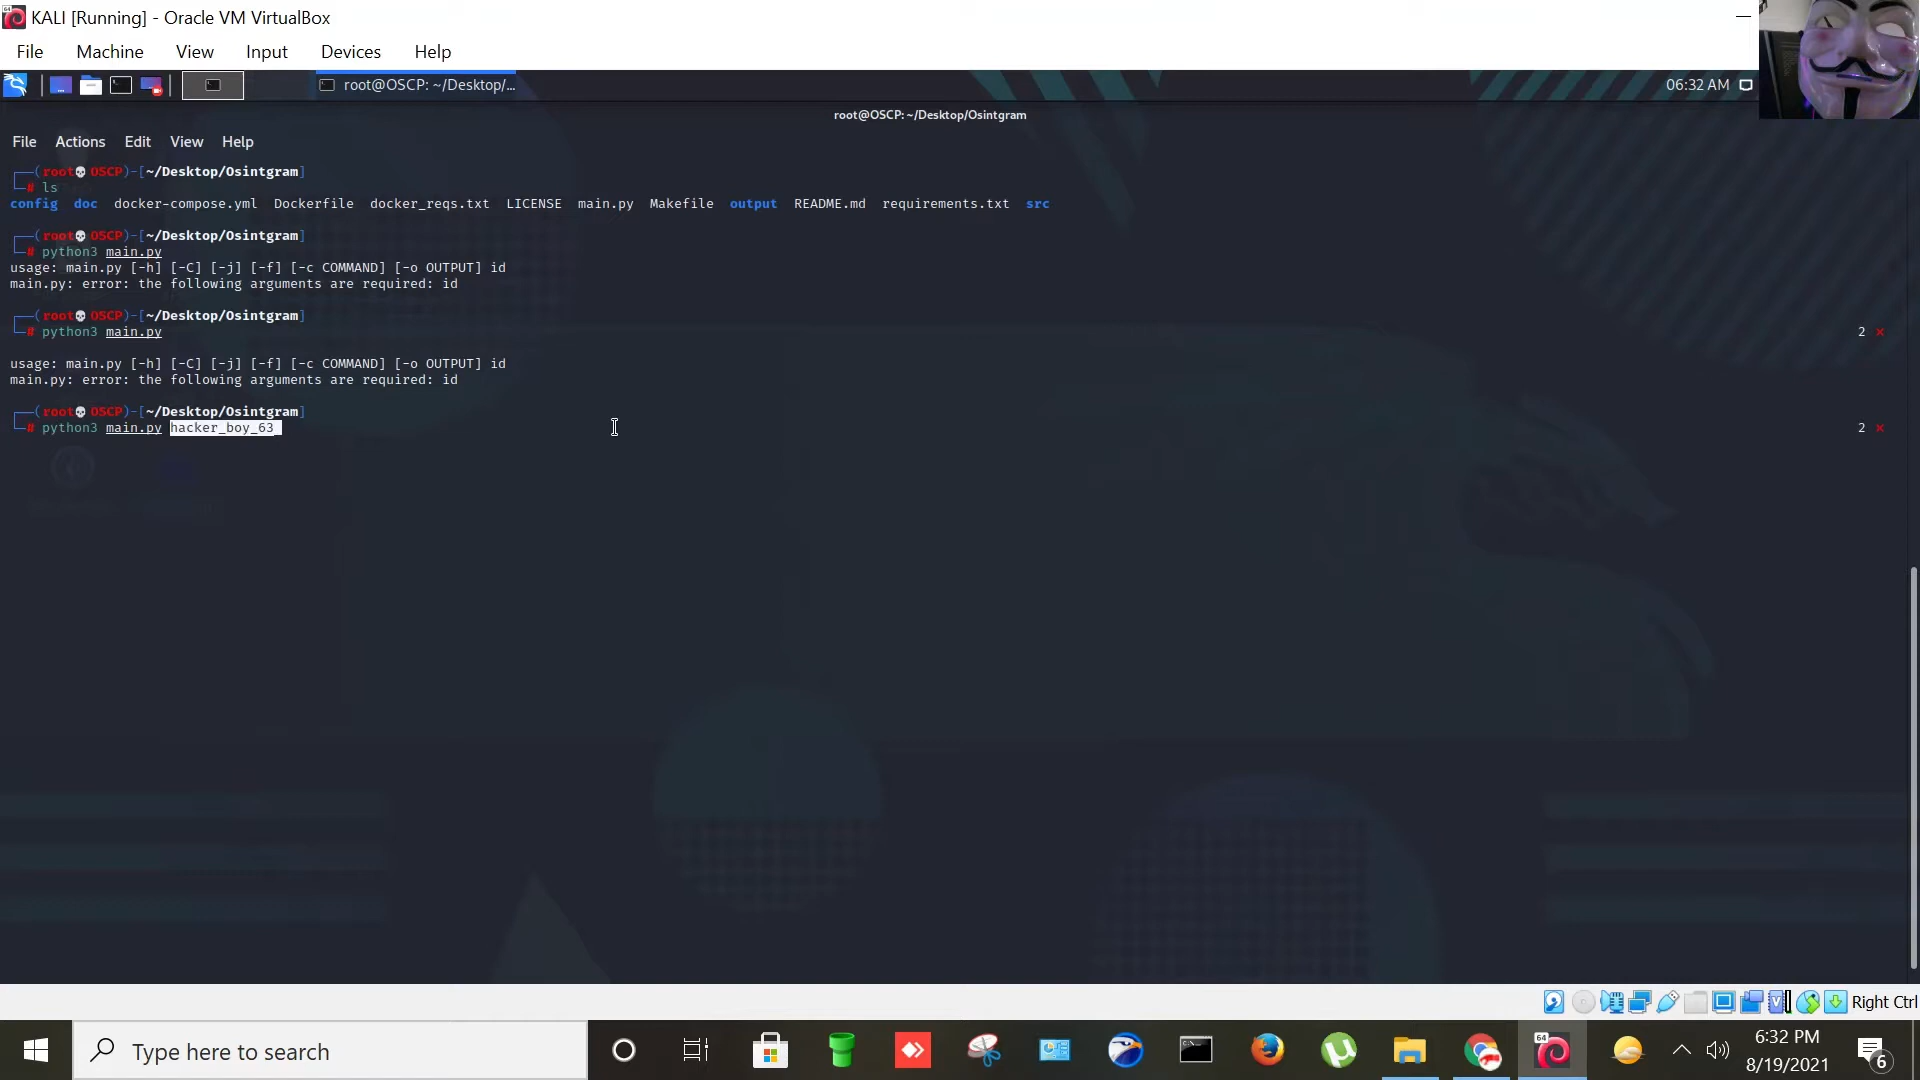 KALI [Running] - Oracle VM VirtualBox
File Machine View Input Devices Help
root@OSCP: ~/Desktop/...
06:32 AM
root@OSCP: ~/Desktop/Osintgram
File Actions Edit View Help
┌──(root💀OSCP)-[~/Desktop/Osintgram]
└─# ls
config doc docker-compose.yml Dockerfile docker_reqs.txt LICENSE main.py Makefile output README.md requirements.txt src
┌──(root💀OSCP)-[~/Desktop/Osintgram]
└─# python3 main.py
usage: main.py [-h] [-C] [-j] [-f] [-c COMMAND] [-o OUTPUT] id
main.py: error: the following arguments are required: id
┌──(root💀OSCP)-[~/Desktop/Osintgram]
└─# python3 main.py 2 ⨯
usage: main.py [-h] [-C] [-j] [-f] [-c COMMAND] [-o OUTPUT] id
main.py: error: the following arguments are required: id
┌──(root💀OSCP)-[~/Desktop/Osintgram]
└─# python3 main.py hacker_boy_63 2 ⨯
Right Ctrl
Type here to search
64
6:32 PM
8/19/2021
6